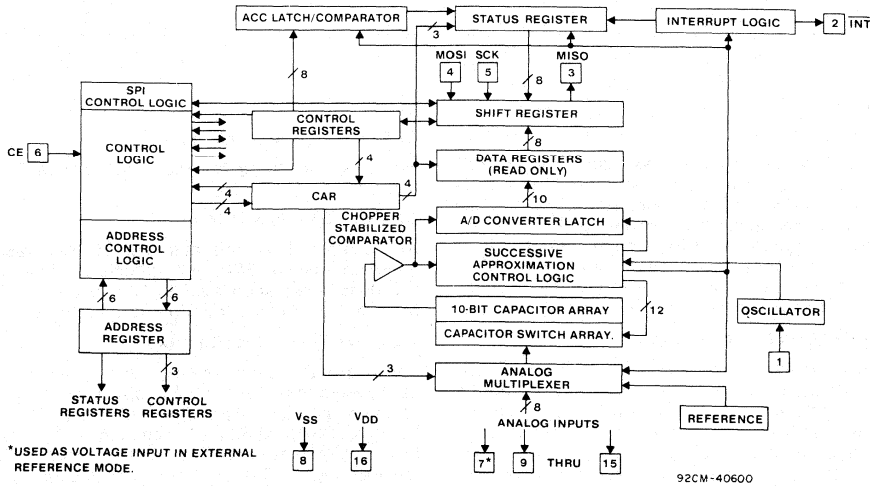 ACC LATCH/COMPARATOR
STATUS REGISTER
INTERRUPT LOGIC
2
INT
3
8
MOSI
SCK
MISO
4
5
3
8
SPI
CONTROL LOGIC
CONTROL
REGISTERS
SHIFT REGISTER
8
CE
6
CONTROL
LOGIC
4
DATA REGISTERS
(READ ONLY)
4
CAR
4
4
10
CHOPPER
STABILIZED
COMPARATOR
A/D CONVERTER LATCH
ADDRESS
CONTROL
LOGIC
SUCCESSIVE
APPROXIMATION
CONTROL LOGIC
6
6
12
10-BIT CAPACITOR ARRAY
CAPACITOR SWITCH ARRAY.
OSCILLATOR
1
ADDRESS
REGISTER
3
3
ANALOG
MULTIPLEXER
8
REFERENCE
STATUS
REGISTERS
CONTROL
REGISTERS
VSS
VDD
ANALOG INPUTS
8
16
7*
9
THRU
15
*USED AS VOLTAGE INPUT IN EXTERNAL
REFERENCE MODE.
92CM-40600